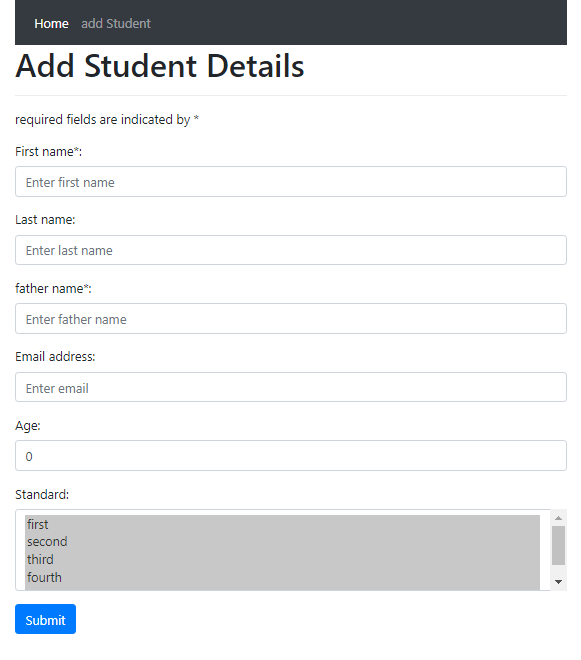 Home add Student
Add Student Details
required fields are indicated by *
First name*:
Enter first name
Last name:
Enter last name
father name*:
Enter father name
Email address:
Enter email
Age:
0
Standard:
first
second
third
fourth
Submit